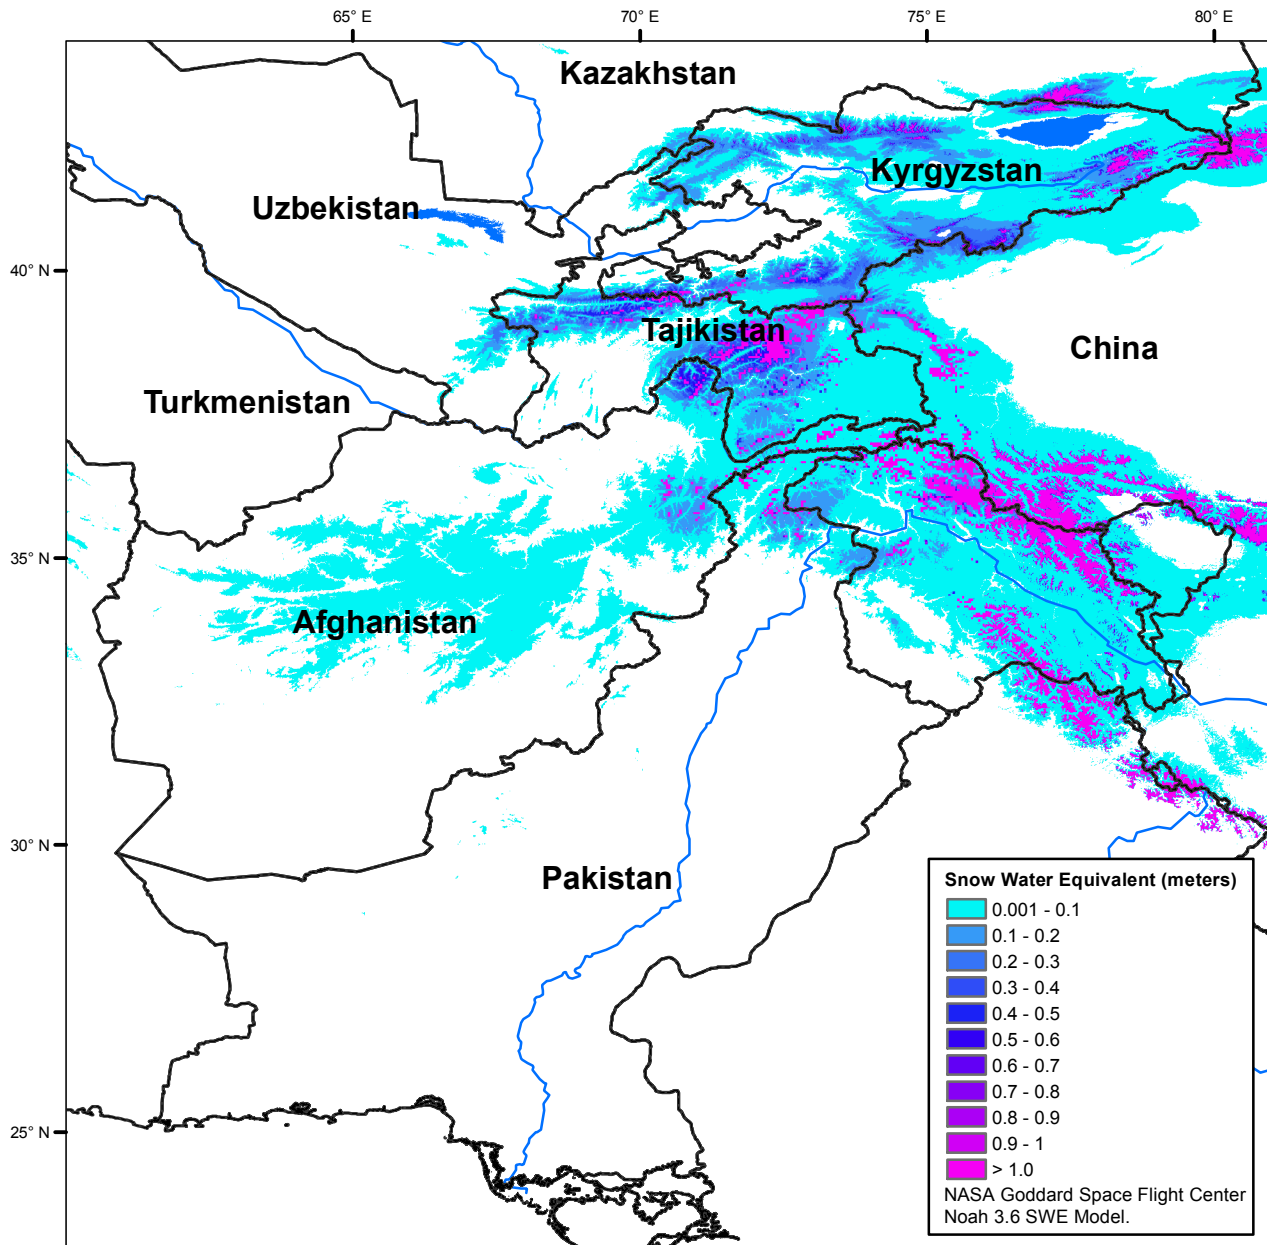 65° E
70° E
75° E
80° E
Kazakhstan
Kyrgyzstan
Uzbekistan
40° N
Tajikistan
China
Turkmenistan
35° N
Afghanistan
30° N
Pakistan
25° N
Snow Water Equivalent (meters)
0.001 - 0.1
0.1 - 0.2
0.2 - 0.3
0.3 - 0.4
0.4 - 0.5
0.5 - 0.6
0.6 - 0.7
0.7 - 0.8
0.8 - 0.9
0.9 - 1
> 1.0
NASA Goddard Space Flight Center
Noah 3.6 SWE Model.